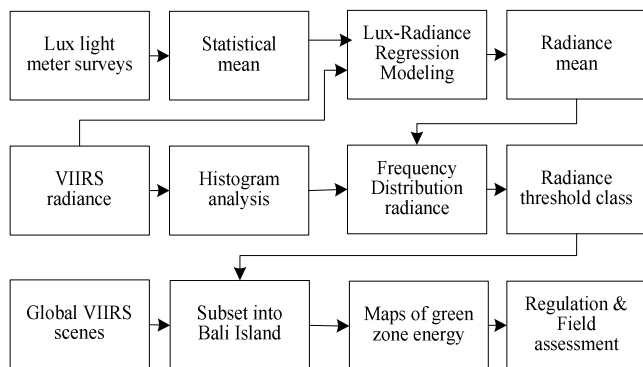 Lux light
meter surveys
Statistical
mean
Lux-Radiance
Regression
Modeling
Radiance
mean
VIIRS
radiance
Histogram
analysis
Frequency
Distribution
radiance
Radiance
threshold class
Global VIIRS
scenes
Subset into
Bali Island
Maps of green
zone energy
Regulation &
Field
assessment